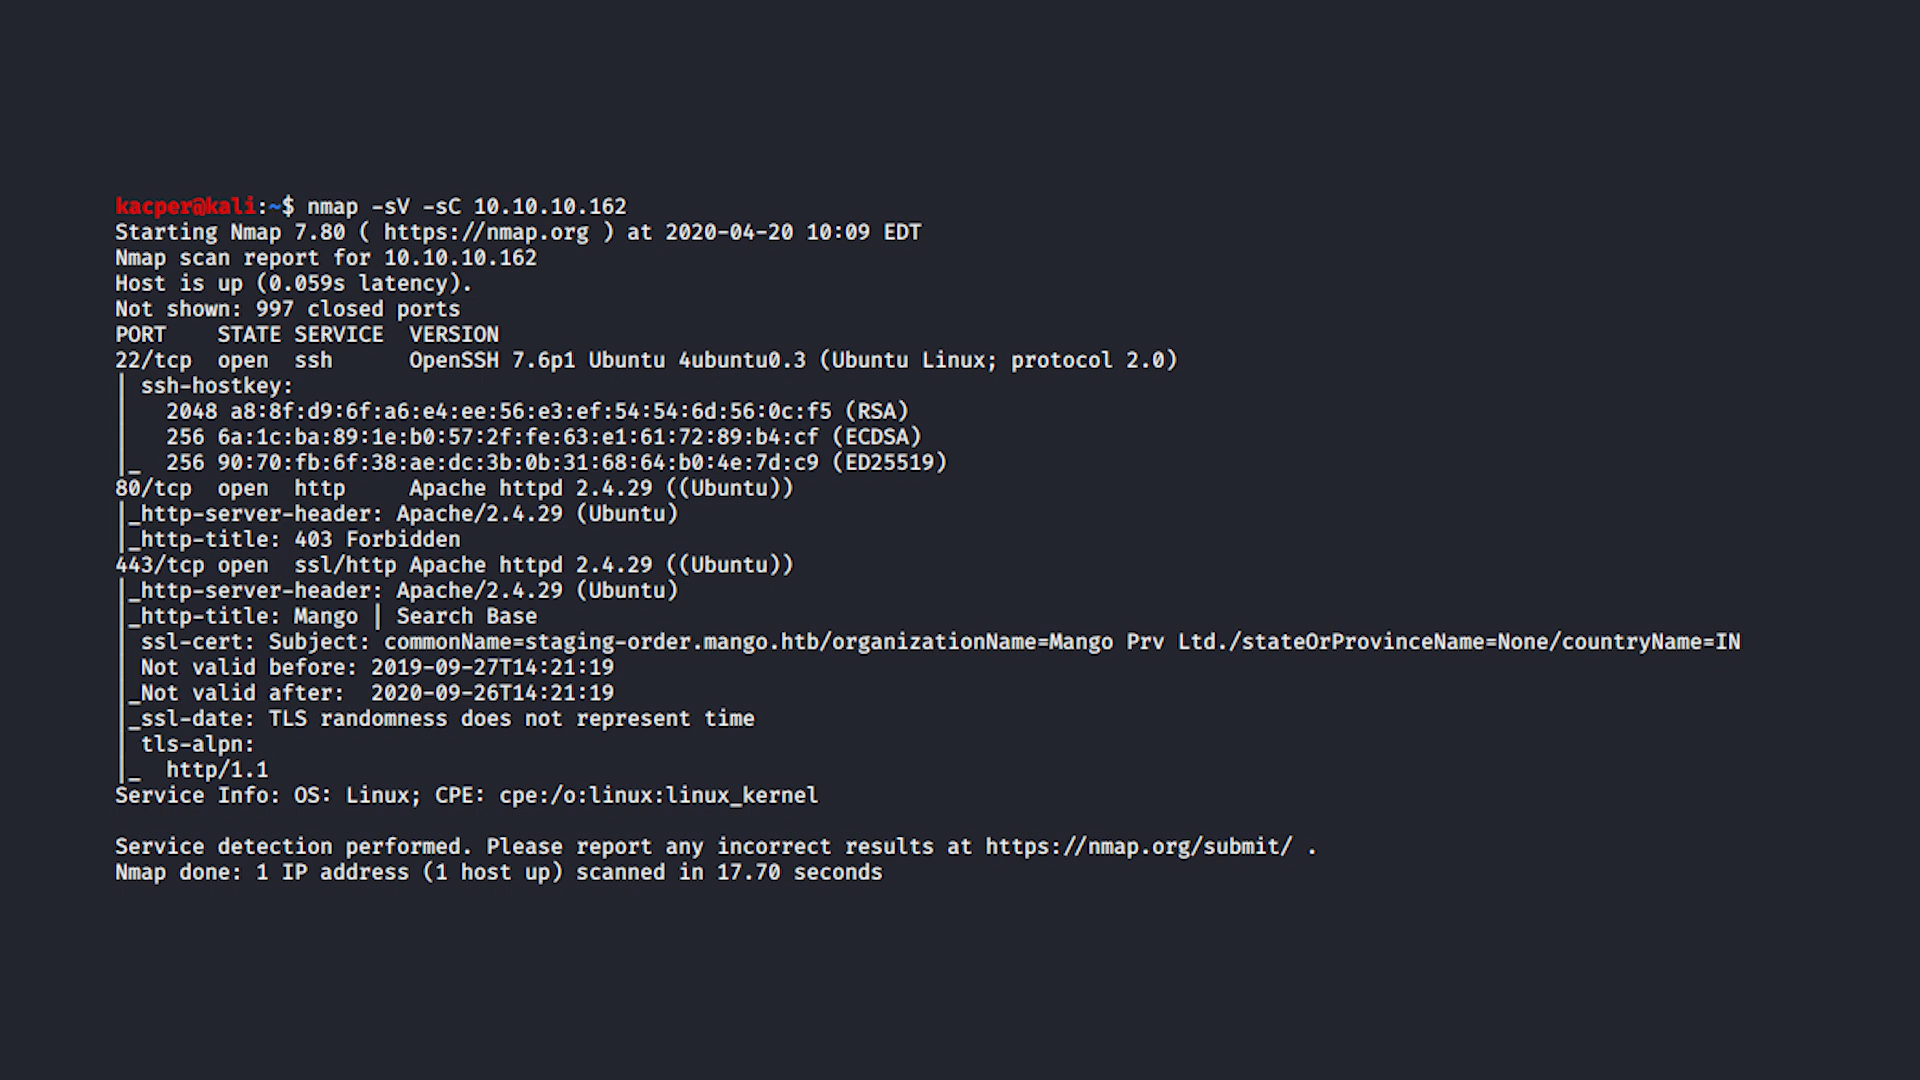 kacper@kali:~$ nmap -sV -sC 10.10.10.162
Starting Nmap 7.80 ( https://nmap.org ) at 2020-04-20 10:09 EDT
Nmap scan report for 10.10.10.162
Host is up (0.059s latency).
Not shown: 997 closed ports
PORT    STATE SERVICE  VERSION
22/tcp  open  ssh      OpenSSH 7.6p1 Ubuntu 4ubuntu0.3 (Ubuntu Linux; protocol 2.0)
| ssh-hostkey:
|   2048 a8:8f:d9:6f:a6:e4:ee:56:e3:ef:54:54:6d:56:0c:f5 (RSA)
|   256 6a:1c:ba:89:1e:b0:57:2f:fe:63:e1:61:72:89:b4:cf (ECDSA)
|_  256 90:70:fb:6f:38:ae:dc:3b:0b:31:68:64:b0:4e:7d:c9 (ED25519)
80/tcp  open  http     Apache httpd 2.4.29 ((Ubuntu))
|_http-server-header: Apache/2.4.29 (Ubuntu)
|_http-title: 403 Forbidden
443/tcp open  ssl/http Apache httpd 2.4.29 ((Ubuntu))
|_http-server-header: Apache/2.4.29 (Ubuntu)
|_http-title: Mango | Search Base
| ssl-cert: Subject: commonName=staging-order.mango.htb/organizationName=Mango Prv Ltd./stateOrProvinceName=None/countryName=IN
| Not valid before: 2019-09-27T14:21:19
|_Not valid after:  2020-09-26T14:21:19
|_ssl-date: TLS randomness does not represent time
| tls-alpn:
|_  http/1.1
Service Info: OS: Linux; CPE: cpe:/o:linux:linux_kernel

Service detection performed. Please report any incorrect results at https://nmap.org/submit/ .
Nmap done: 1 IP address (1 host up) scanned in 17.70 seconds